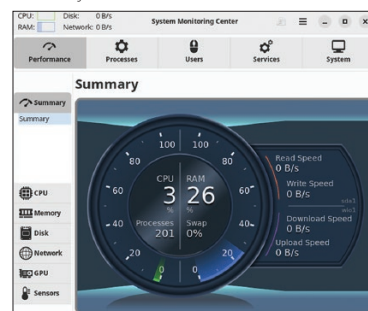 CPU: Disk: 0 B/s
RAM: Network: 0 B/s
System Monitoring Center
Performance
Processes
Users
Services
System
Summary
Summary
Summary
CPU
Memory
Disk
Network
GPU
Sensors
100 100
80 80
60 60
40 40
20 20
0 0
CPU RAM
3 26
% %
Processes Swap
201 0%
Read Speed
0 B/s
Write Speed
0 B/s
Download Speed
0 B/s
Upload Speed
0 B/s